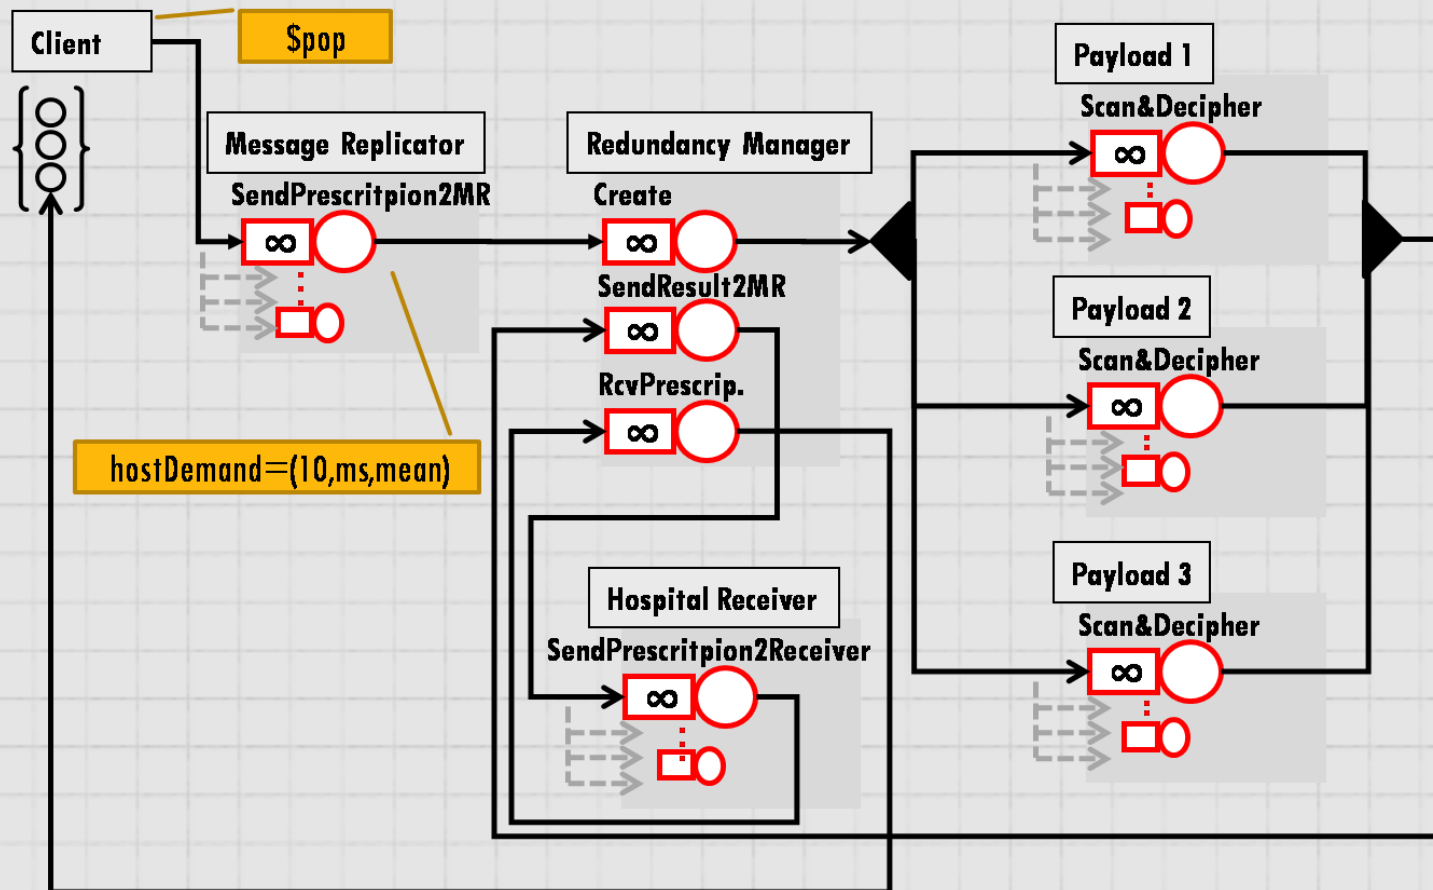 Client
$pop
Message Replicator
SendPrescritpion2MR
∞
hostDemand=(10,ms,mean)
Redundancy Manager
Create
∞
SendResult2MR
∞
RcvPrescrip.
∞
Hospital Receiver
SendPrescritpion2Receiver
∞
Payload 1
Scan&Decipher
∞
Payload 2
Scan&Decipher
∞
Payload 3
Scan&Decipher
∞